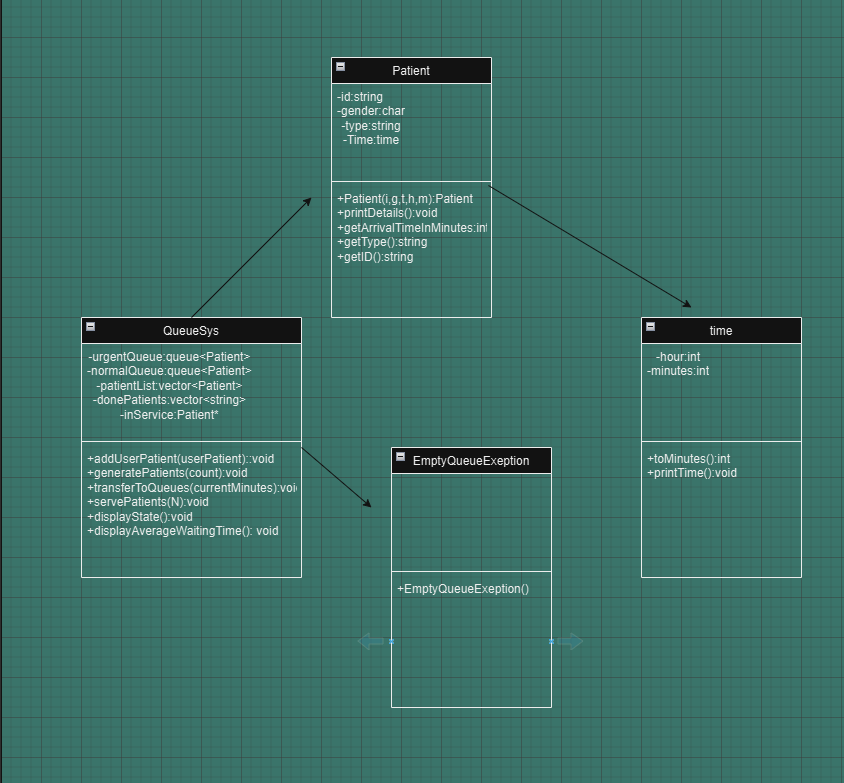 Patient
-id:string
-gender:char
-type:string
-Time:time
+Patient(i,g,t,h,m):Patient
+printDetails():void
+getArrivalTimeInMinutes:int
+getType():string
+getID():string
QueueSys
-urgentQueue:queue<Patient>
-normalQueue:queue<Patient>
-patientList:vector<Patient>
-donePatients:vector<string>
-inService:Patient*
+addUserPatient(userPatient)::void
+generatePatients(count):void
+transferToQueues(currentMinutes):void
+servePatients(N):void
+displayState():void
+displayAverageWaitingTime(): void
EmptyQueueExeption
+EmptyQueueExeption()
time
-hour:int
-minutes:int
+toMinutes():int
+printTime():void